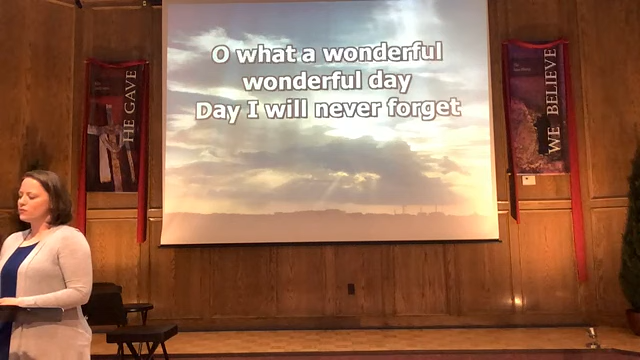 O what a wonderful
wonderful day
Day I will never forget
HE GAVE
WE BELIEVE